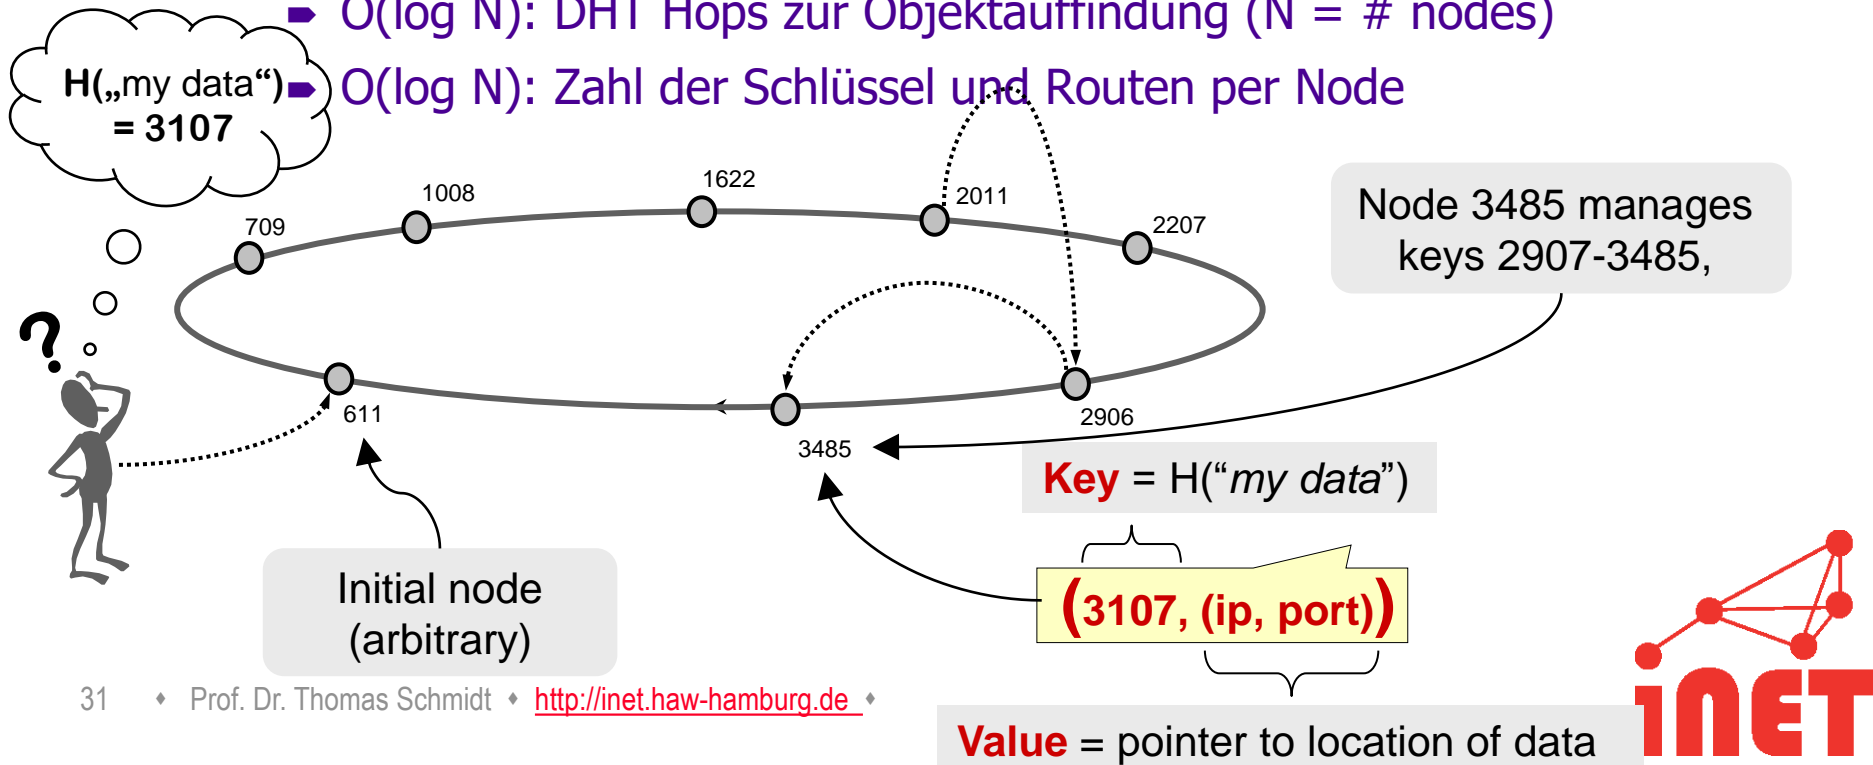 ➨ O(log N): DHT Hops zur Objektauffindung (N = # nodes)
H(„my data“)
= 3107
➨ O(log N): Zahl der Schlüssel und Routen per Node
1622
1008
2011
709
2207
Node 3485 manages
keys 2907-3485,
?
611
2906
3485
Key = H(“my data”)
Initial node
(arbitrary)
(3107, (ip, port))
31 ♦ Prof. Dr. Thomas Schmidt ♦ http://inet.haw-hamburg.de ♦
Value = pointer to location of data
iNET